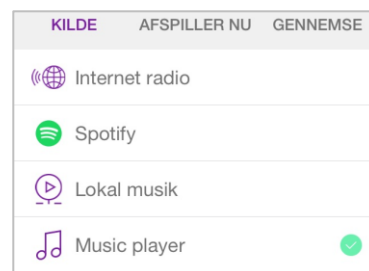 KILDE AFSPILLER NU GENNEMSE
Internet radio
Spotify
Lokal musik
Music player